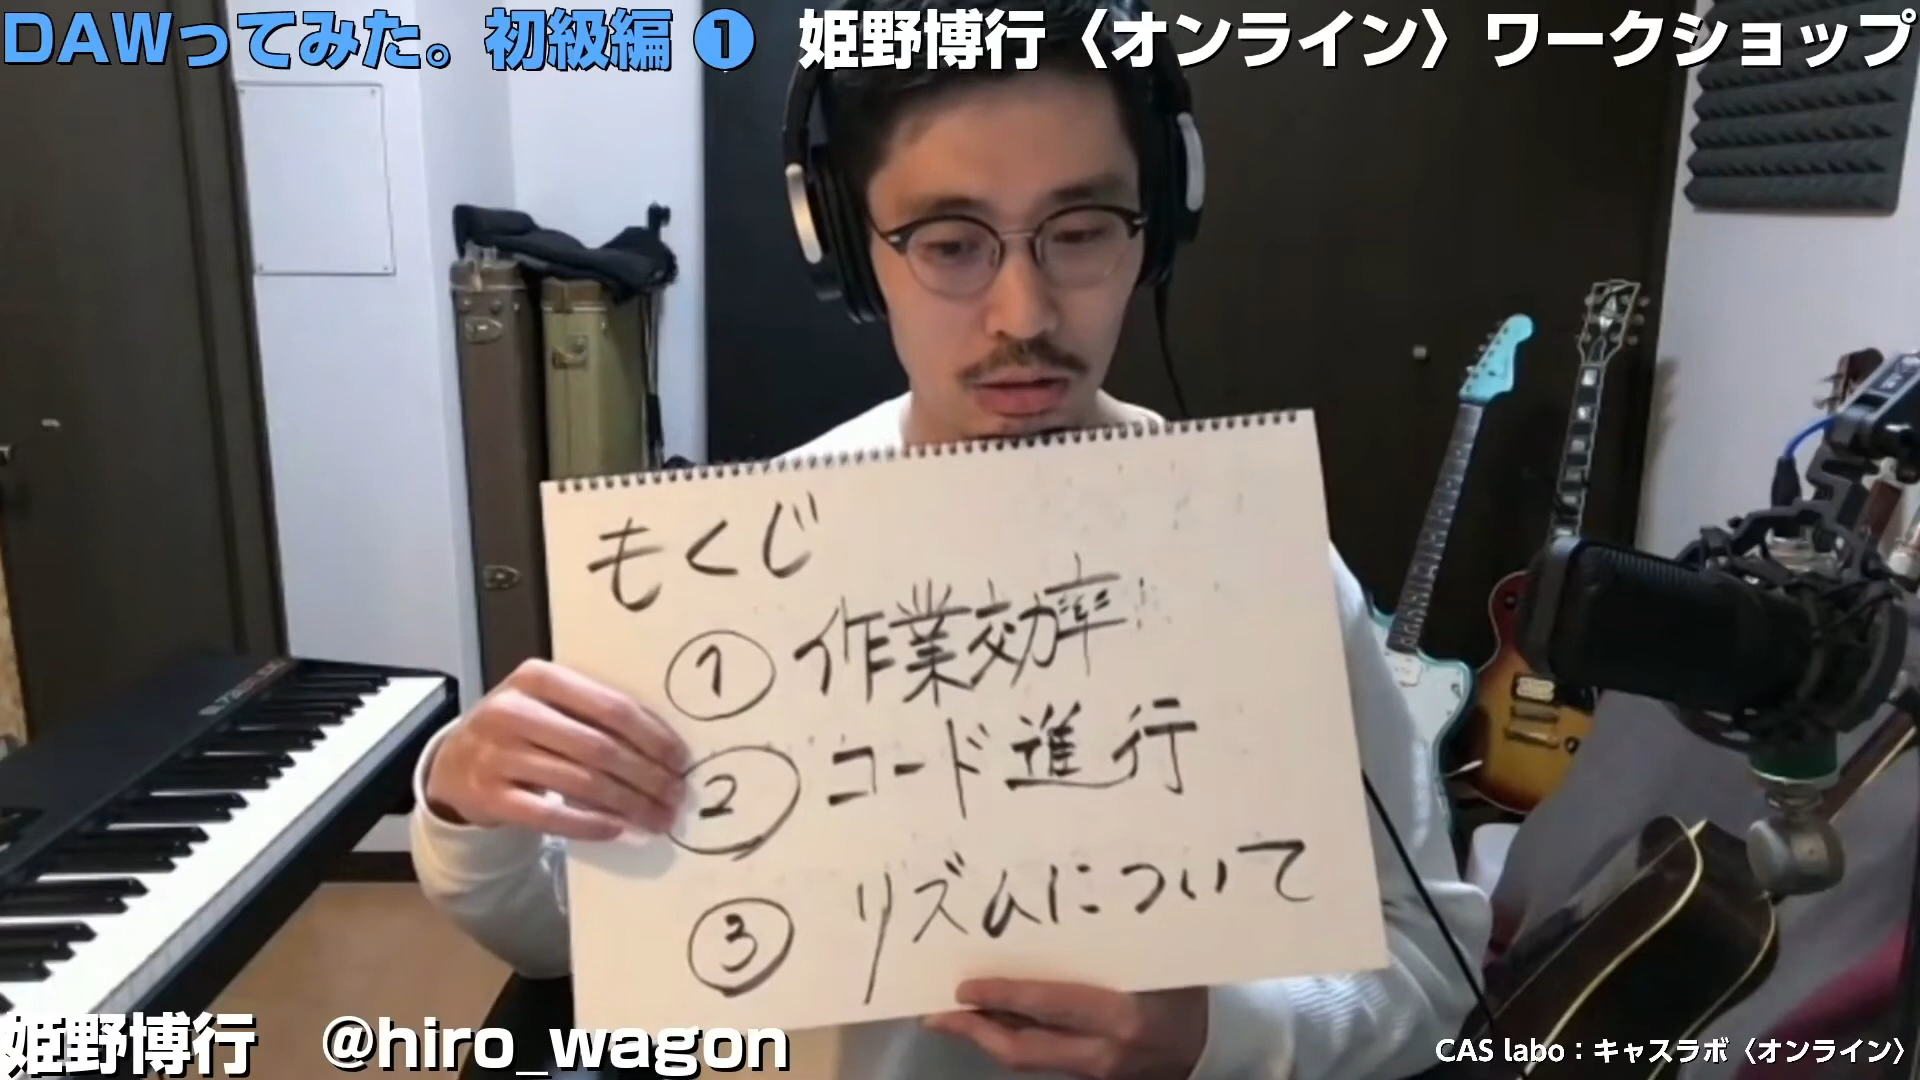 DAWってみた。初級編 ❶ 姫野博行〈オンライン〉ワークショップ
もくじ
① 作業効率
② コード進行
③ リズムについて
姫野博行 @hiro_wagon
CAS labo：キャスラボ〈オンライン〉